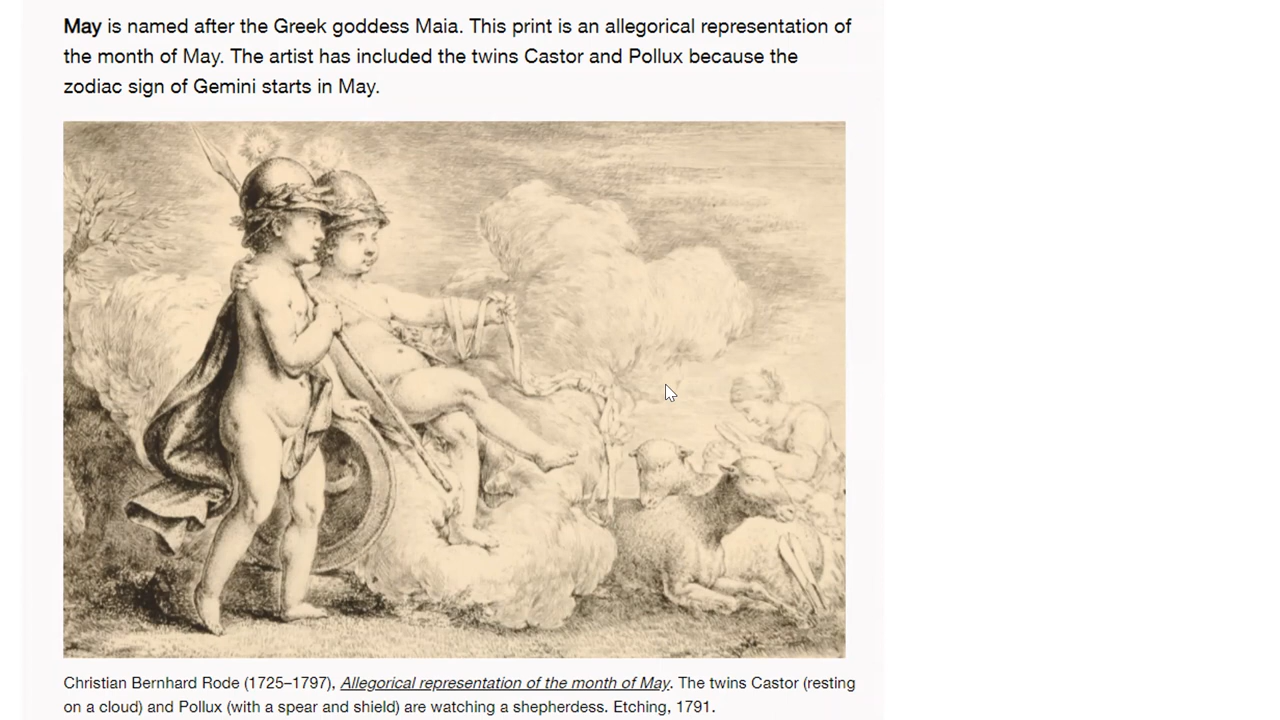 May is named after the Greek goddess Maia. This print is an allegorical representation of
the month of May. The artist has included the twins Castor and Pollux because the
zodiac sign of Gemini starts in May.
Christian Bernhard Rode (1725–1797), Allegorical representation of the month of May. The twins Castor (resting
on a cloud) and Pollux (with a spear and shield) are watching a shepherdess. Etching, 1791.